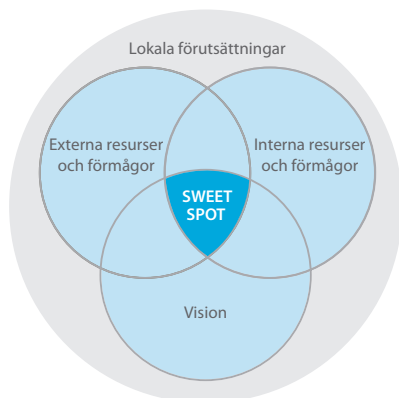 Lokala förutsättningar
Externa resurser
och förmågor
Interna resurser
och förmågor
SWEET
SPOT
Vision